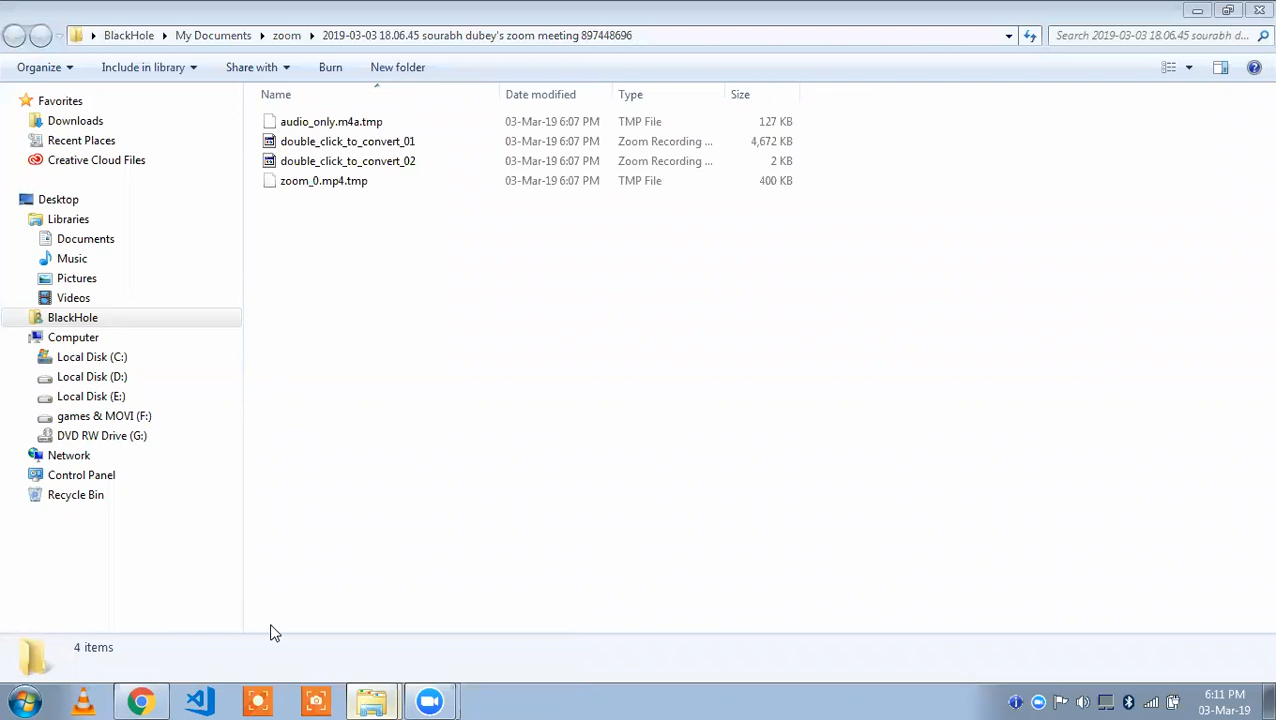 BlackHole My Documents zoom 2019-03-03 18.06.45 sourabh dubey's zoom meeting 897448696 Search 2019-03-03 18.06.45 sourabh d...
Organize Include in library Share with Burn New folder
Name Date modified Type Size
audio_only.m4a.tmp 03-Mar-19 6:07 PM TMP File 127 KB
double_click_to_convert_01 03-Mar-19 6:07 PM Zoom Recording ... 4,672 KB
double_click_to_convert_02 03-Mar-19 6:07 PM Zoom Recording ... 2 KB
zoom_0.mp4.tmp 03-Mar-19 6:07 PM TMP File 400 KB
Favorites
Downloads
Recent Places
Creative Cloud Files
Desktop
Libraries
Documents
Music
Pictures
Videos
BlackHole
Computer
Local Disk (C:)
Local Disk (D:)
Local Disk (E:)
games & MOVI (F:)
DVD RW Drive (G:)
Network
Control Panel
Recycle Bin
4 items
6:11 PM
03-Mar-19